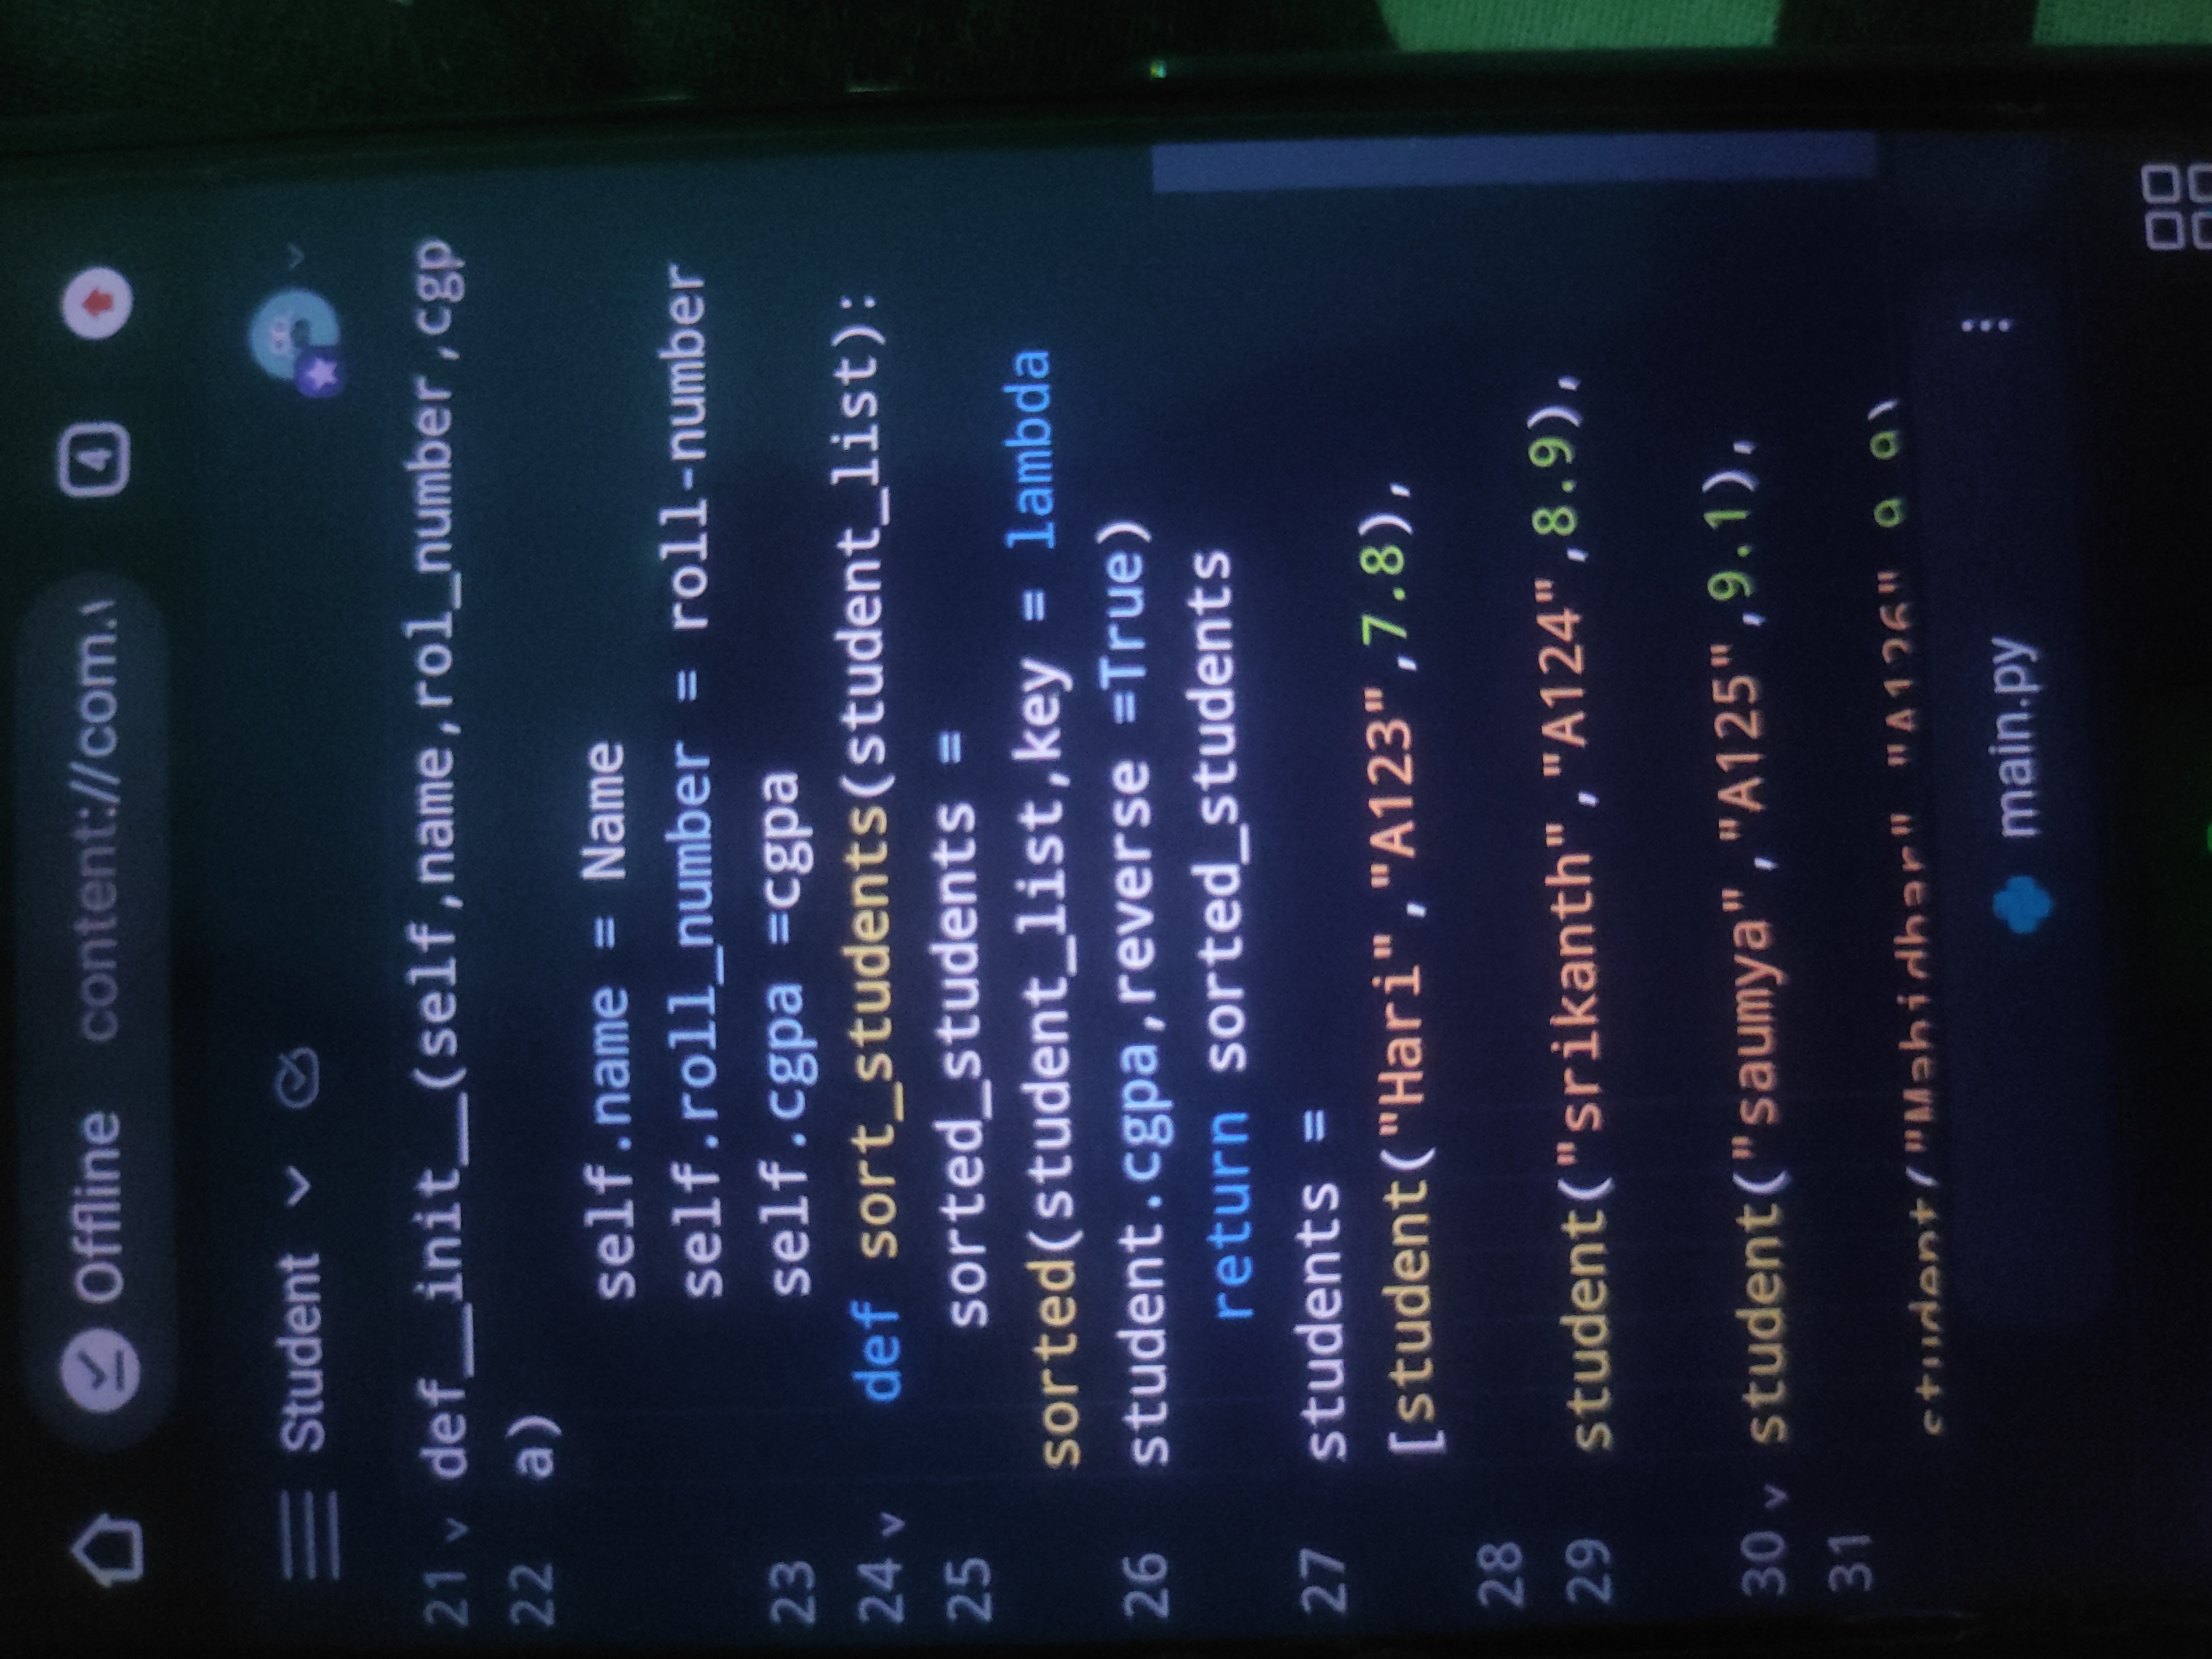 Offline content://com.
4
Student
21 def__init__(self,name,rol_number,cgp
22 a)
self.name = Name
self.roll_number = roll-number
23 self.cgpa =cgpa
24 def sort_students(student_list):
25 sorted_students =
sorted(student_list,key = lambda
26 student.cgpa,reverse =True)
return sorted_students
27 students =
[student("Hari","A123",7.8),
28
29 student("srikanth","A124",8.9),
30 student("saumya","A125",9.1),
31
student("Mahidhar" "A126"
main.py